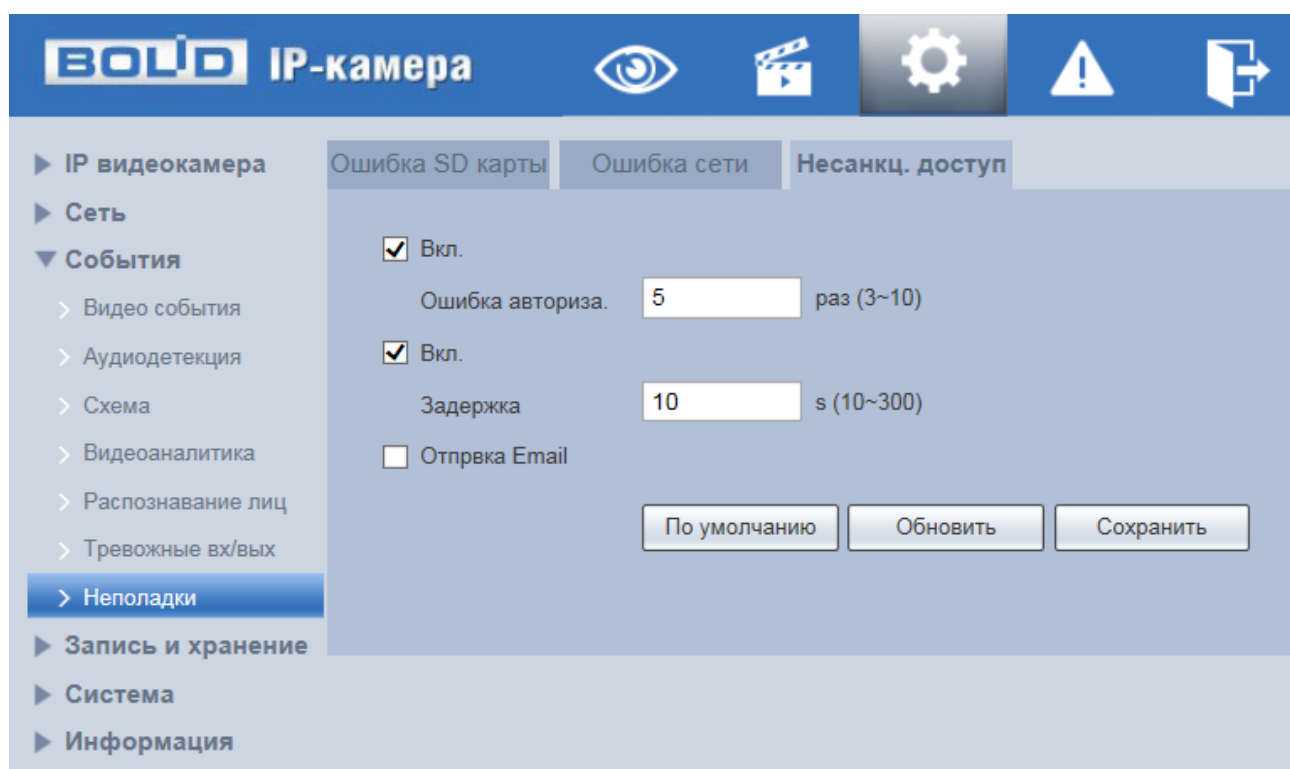 BOLID IP-камера
IP видеокамера
Сеть
События
Видео события
Аудиодетекция
Схема
Видеоаналитика
Распознавание лиц
Тревожные вх/вых
Неполадки
Запись и хранение
Система
Информация
Ошибка SD карты Ошибка сети Несанкц. доступ
Вкл.
Ошибка авториза. 5 раз (3~10)
Вкл.
Задержка 10 s (10~300)
Отпрвка Email
По умолчанию Обновить Сохранить